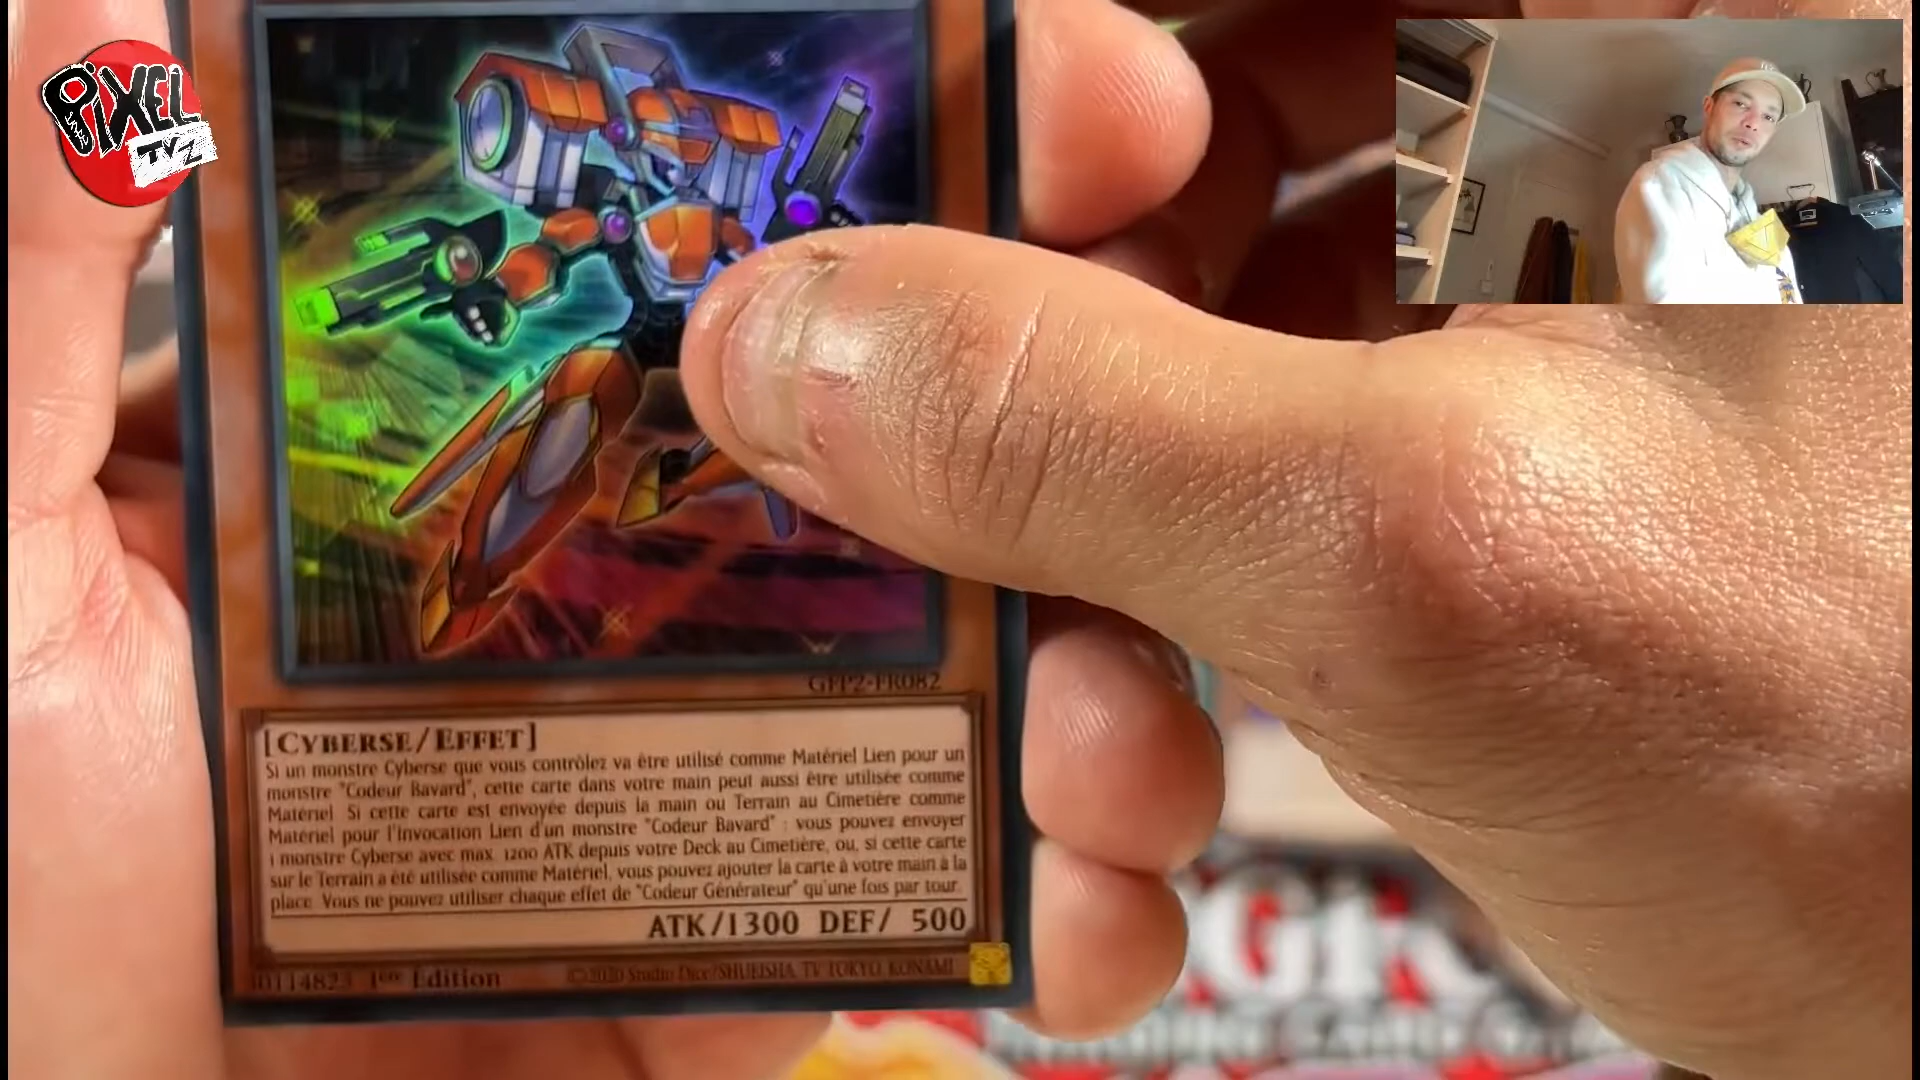 PiXEL
TVZ
GFP2-FR082
[CYBERSE/EFFET]
Si un monstre Cyberse que vous contrôlez va être utilisé comme Matériel Lien pour un
monstre "Codeur Bavard", cette carte dans votre main peut aussi être utilisée comme
Matériel. Si cette carte est envoyée depuis la main ou Terrain au Cimetière comme
Matériel pour l'Invocation Lien d'un monstre "Codeur Bavard" : vous pouvez envoyer
1 monstre Cyberse avec max. 1200 ATK depuis votre Deck au Cimetière, ou, si cette carte
sur le Terrain a été utilisée comme Matériel, vous pouvez ajouter la carte à votre main à la
place. Vous ne pouvez utiliser chaque effet de "Codeur Générateur" qu'une fois par tour.
ATK/1300 DEF/ 500
30114823 1ère Édition
©2020 Studio Dice/SHUEISHA, TV TOKYO, KONAMI